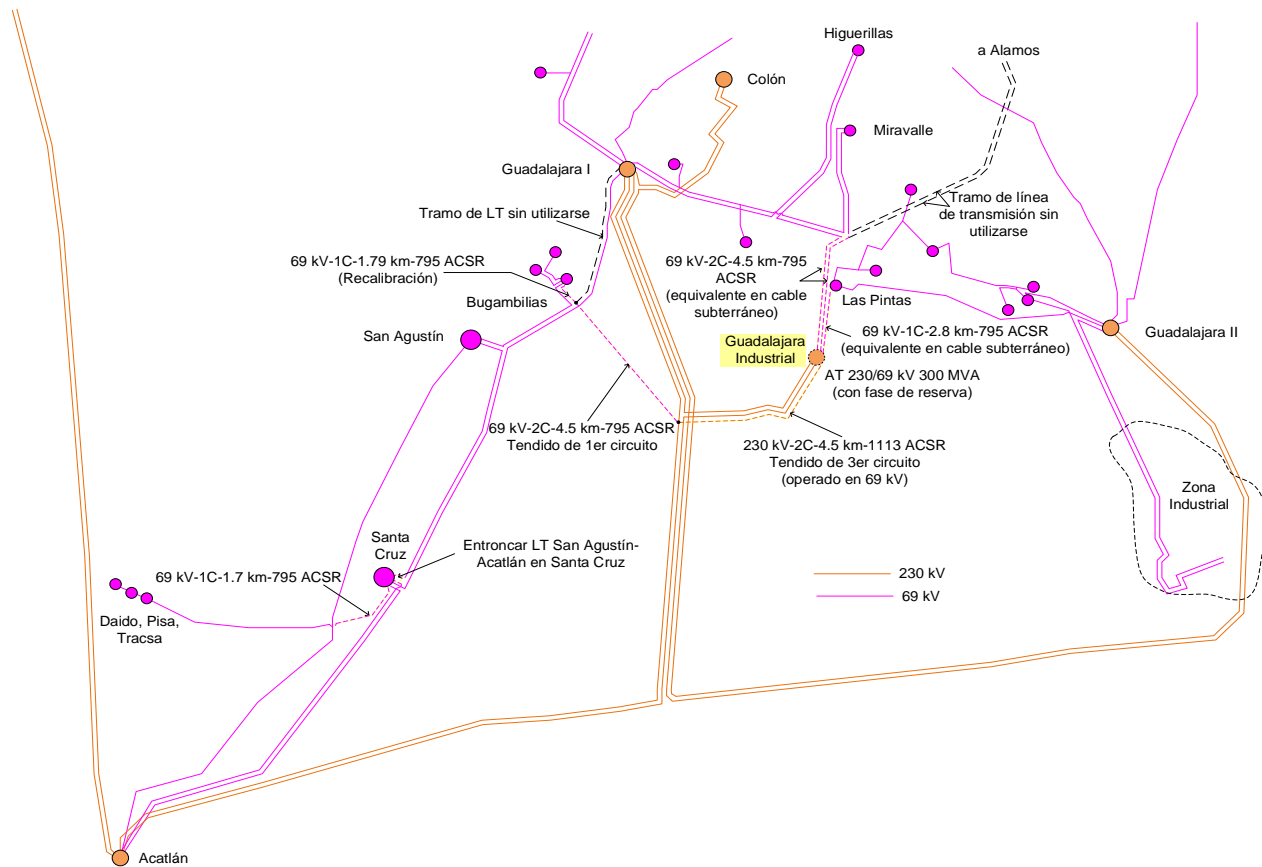 Higuerillas
a Alamos
Colón
Miravalle
Guadalajara I
Tramo de LT sin utilizarse
Tramo de línea
de transmisión sin
utilizarse
69 kV-1C-1.79 km-795 ACSR
(Recalibración)
69 kV-2C-4.5 km-795
ACSR
(equivalente en cable
subterráneo)
Bugambilias
Las Pintas
San Agustín
Guadalajara II
69 kV-1C-2.8 km-795 ACSR
(equivalente en cable subterráneo)
Guadalajara
Industrial
AT 230/69 kV 300 MVA
(con fase de reserva)
69 kV-2C-4.5 km-795 ACSR
Tendido de 1er circuito
230 kV-2C-4.5 km-1113 ACSR
Tendido de 3er circuito
(operado en 69 kV)
Zona
Industrial
Santa
Cruz
Entroncar LT San Agustín-
Acatlán en Santa Cruz
69 kV-1C-1.7 km-795 ACSR
230 kV
69 kV
Daido, Pisa,
Tracsa
Acatlán